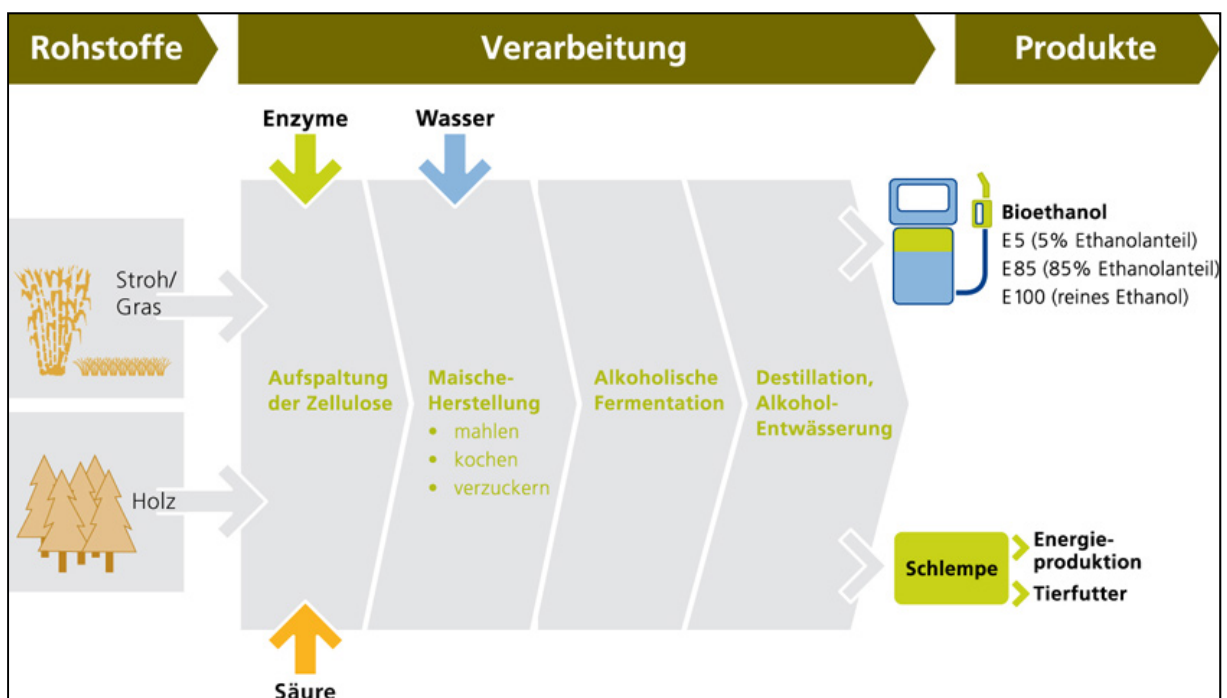 Rohstoffe
Verarbeitung
Produkte
Enzyme
Wasser
Stroh/
Gras
Holz
Aufspaltung
der Zellulose
Maische-
Herstellung
• mahlen
• kochen
• verzuckern
Alkoholische
Fermentation
Destillation,
Alkohol-
Entwässerung
Bioethanol
E5 (5% Ethanolanteil)
E85 (85% Ethanolanteil)
E100 (reines Ethanol)
Schlempe
Energie-
produktion
Tierfutter
Säure